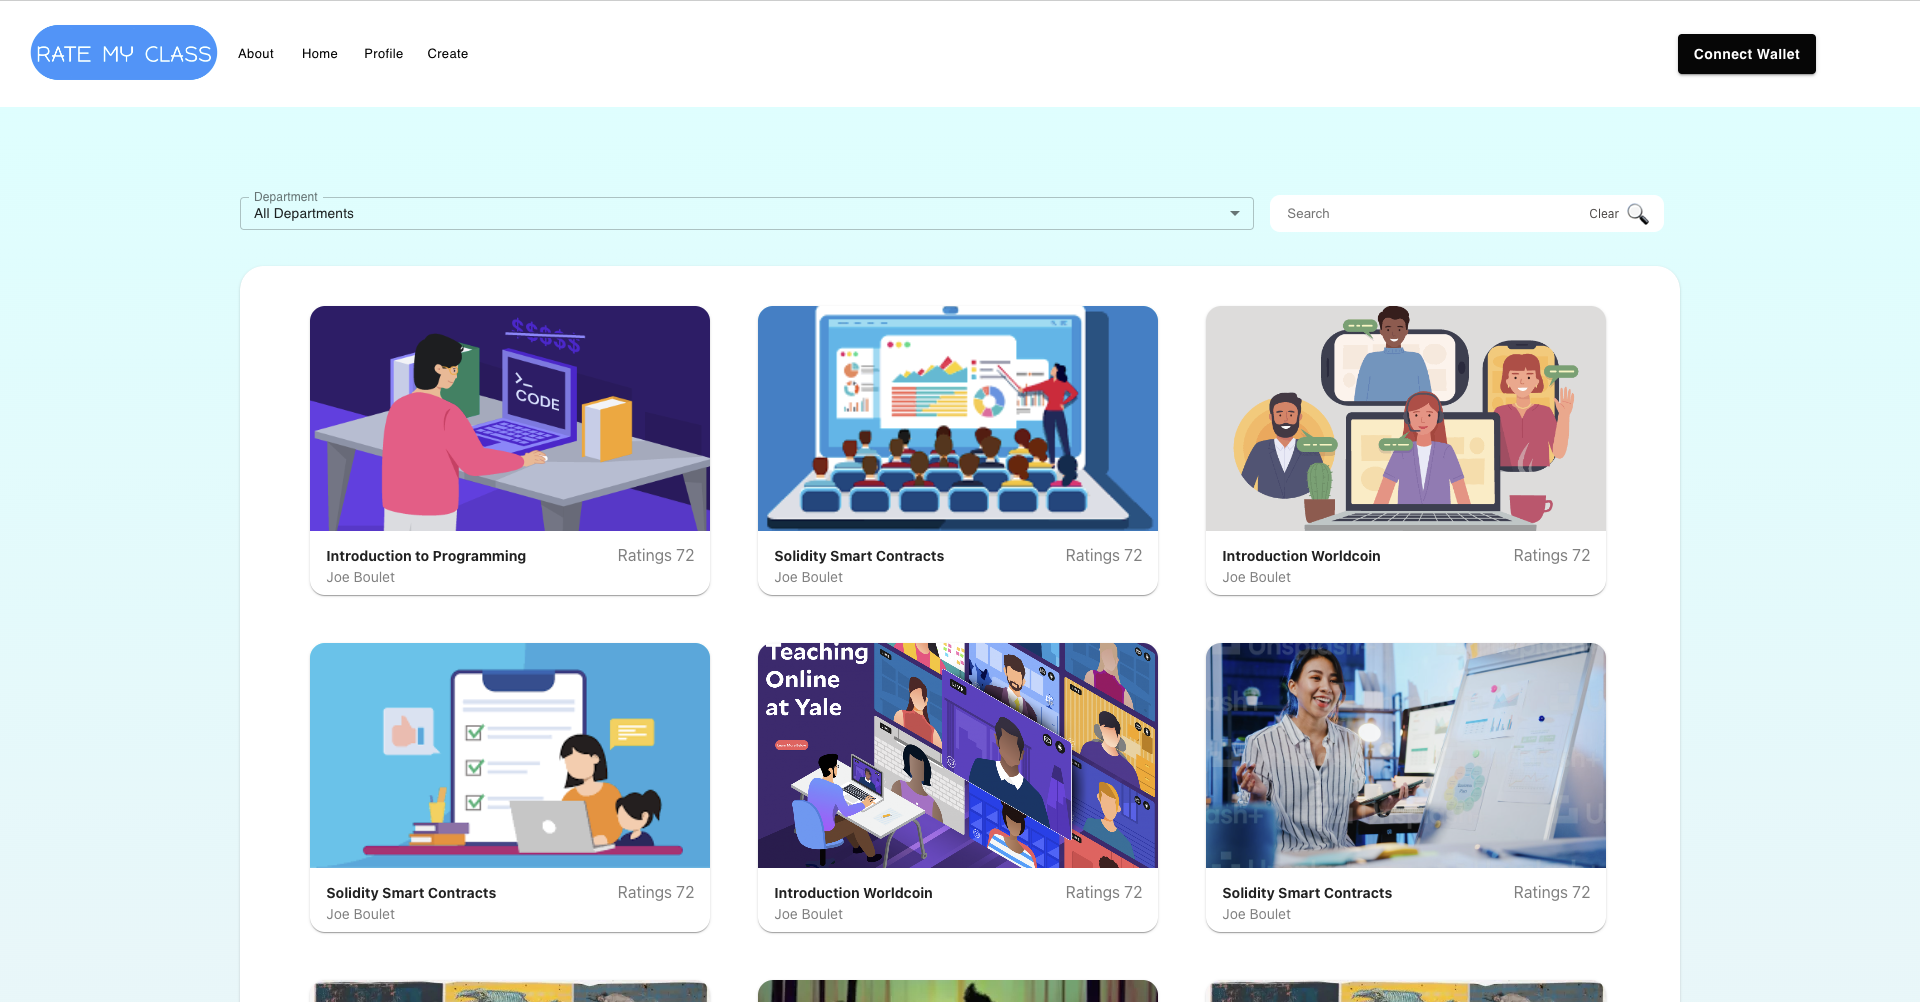 RATE MY CLASS
About
Home
Profile
Create
Connect Wallet
Department
All Departments
Search
Clear
$$$$$
>_
CODE
Introduction to Programming
Ratings 72
Joe Boulet
Solidity Smart Contracts
Ratings 72
Joe Boulet
Introduction Worldcoin
Ratings 72
Joe Boulet
Teaching
Online
at Yale
LIVE
Unsplash+
Solidity Smart Contracts
Ratings 72
Joe Boulet
Introduction Worldcoin
Ratings 72
Joe Boulet
Solidity Smart Contracts
Ratings 72
Joe Boulet